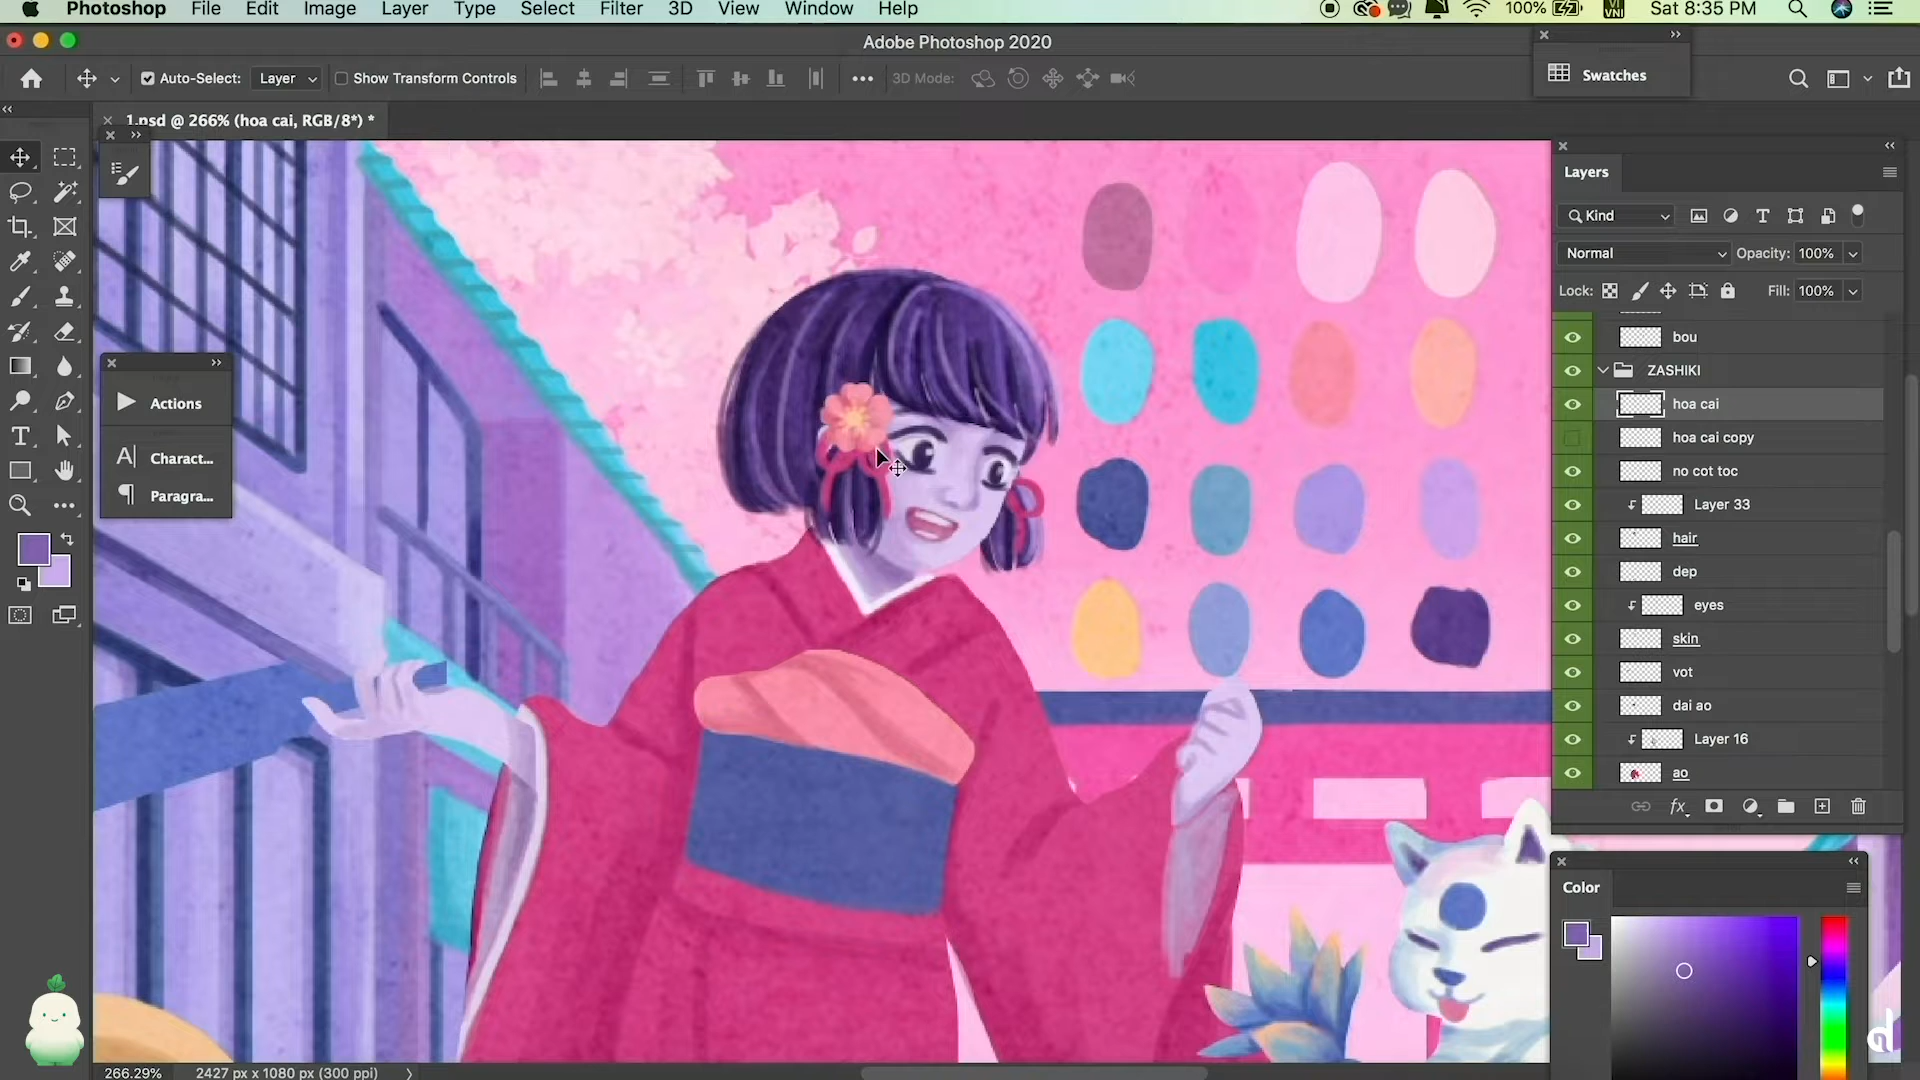 Photoshop File Edit Image Layer Type Select Filter 3D View Window Help 100% VNI Sat 8:35 PM
Adobe Photoshop 2020
Swatches
Auto-Select: Layer Show Transform Controls 3D Mode:
1.psd @ 266% (hoa cai, RGB/8*) *
Layers
Kind
Normal Opacity: 100%
Lock: Fill: 100%
bou
ZASHIKI
hoa cai
hoa cai copy
no cot toc
Layer 33
hair
dep
eyes
skin
vot
dai ao
Layer 16
ao
fx
Actions
Charact...
Paragra...
Color
266.29% 2427 px x 1080 px (300 ppi)